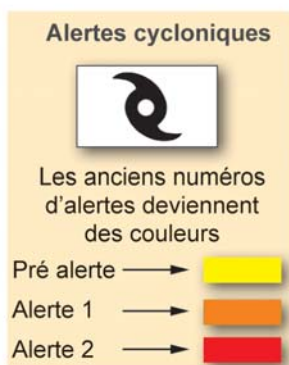 Alertes cycloniques
Les anciens numéros
d'alertes deviennent
des couleurs
Pré alerte
Alerte 1
Alerte 2